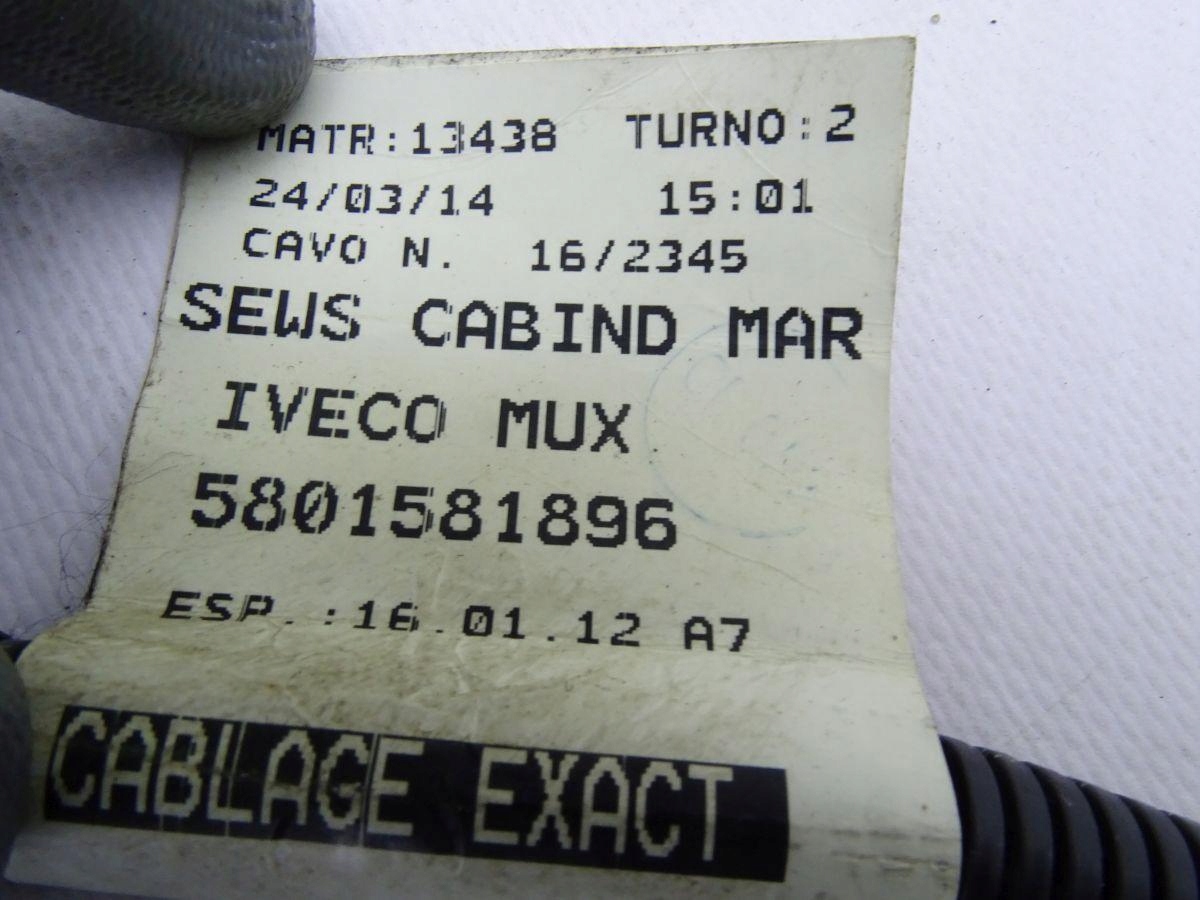 MATR:13438 TURNO:2
24/03/14 15:01
CAVO N. 16/2345
SEWS CABIND MAR
IVECO MUX
5801581896
ESP.:16.01.12 A7
CABLAGE EXACT